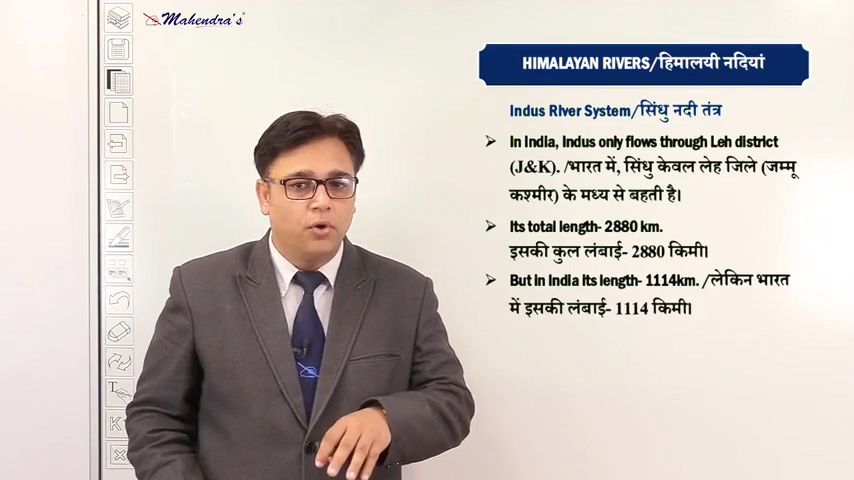 Mahendra's
HIMALAYAN RIVERS/हिमालयी नदियां
Indus River System/सिंधु नदी तंत्र
➢ In India, Indus only flows through Leh district
(J&K). /भारत में, सिंधु केवल लेह जिले (जम्मू
कश्मीर) के मध्य से बहती है।
➢ Its total length- 2880 km.
इसकी कुल लंबाई- 2880 किमी।
➢ But in India its length- 1114km. /लेकिन भारत
में इसकी लंबाई- 1114 किमी।
T
K